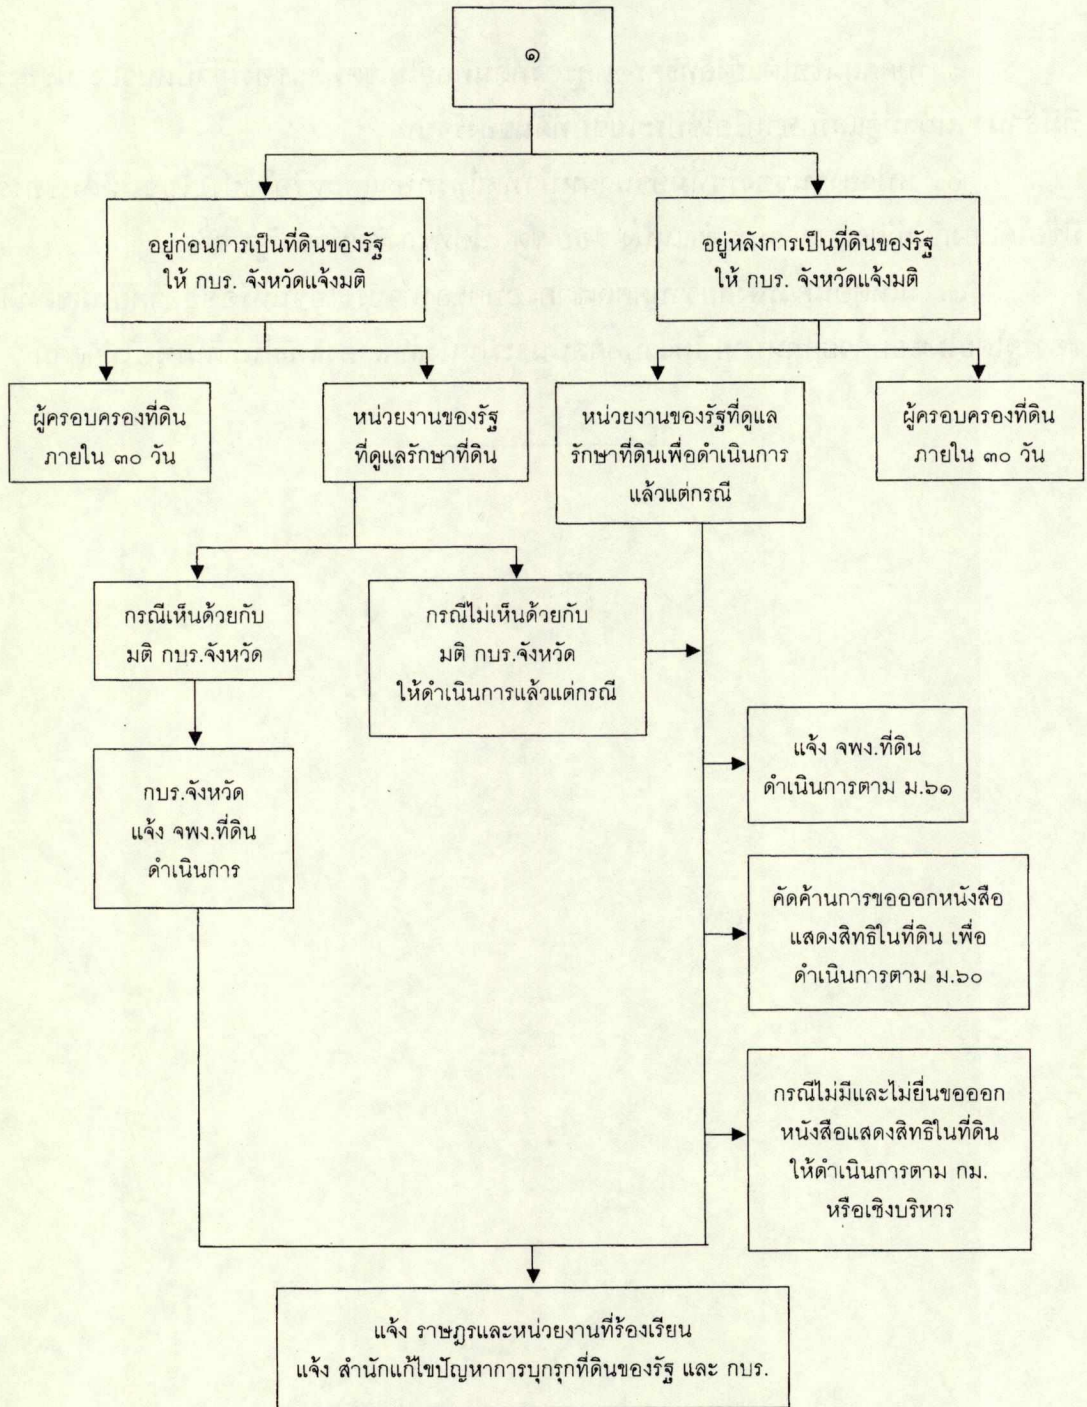 ๑
อยู่ก่อนการเป็นที่ดินของรัฐ
ให้ กบร. จังหวัดแจ้งมติ
อยู่หลังการเป็นที่ดินของรัฐ
ให้ กบร. จังหวัดแจ้งมติ
ผู้ครอบครองที่ดิน
ภายใน ๓๐ วัน
หน่วยงานของรัฐ
ที่ดูแลรักษาที่ดิน
หน่วยงานของรัฐที่ดูแล
รักษาที่ดินเพื่อดำเนินการ
แล้วแต่กรณี
ผู้ครอบครองที่ดิน
ภายใน ๓๐ วัน
กรณีเห็นด้วยกับ
มติ กบร.จังหวัด
กรณีไม่เห็นด้วยกับ
มติ กบร.จังหวัด
ให้ดำเนินการแล้วแต่กรณี
กบร.จังหวัด
แจ้ง จพง.ที่ดิน
ดำเนินการ
แจ้ง จพง.ที่ดิน
ดำเนินการตาม ม.๖๑
คัดค้านการขอออกหนังสือ
แสดงสิทธิในที่ดิน เพื่อ
ดำเนินการตาม ม.๖๐
กรณีไม่มีและไม่ยื่นขอออก
หนังสือแสดงสิทธิในที่ดิน
ให้ดำเนินการตาม กม.
หรือเชิงบริหาร
แจ้ง ราษฎรและหน่วยงานที่ร้องเรียน
แจ้ง สำนักแก้ไขปัญหาการบุกรุกที่ดินของรัฐ และ กบร.